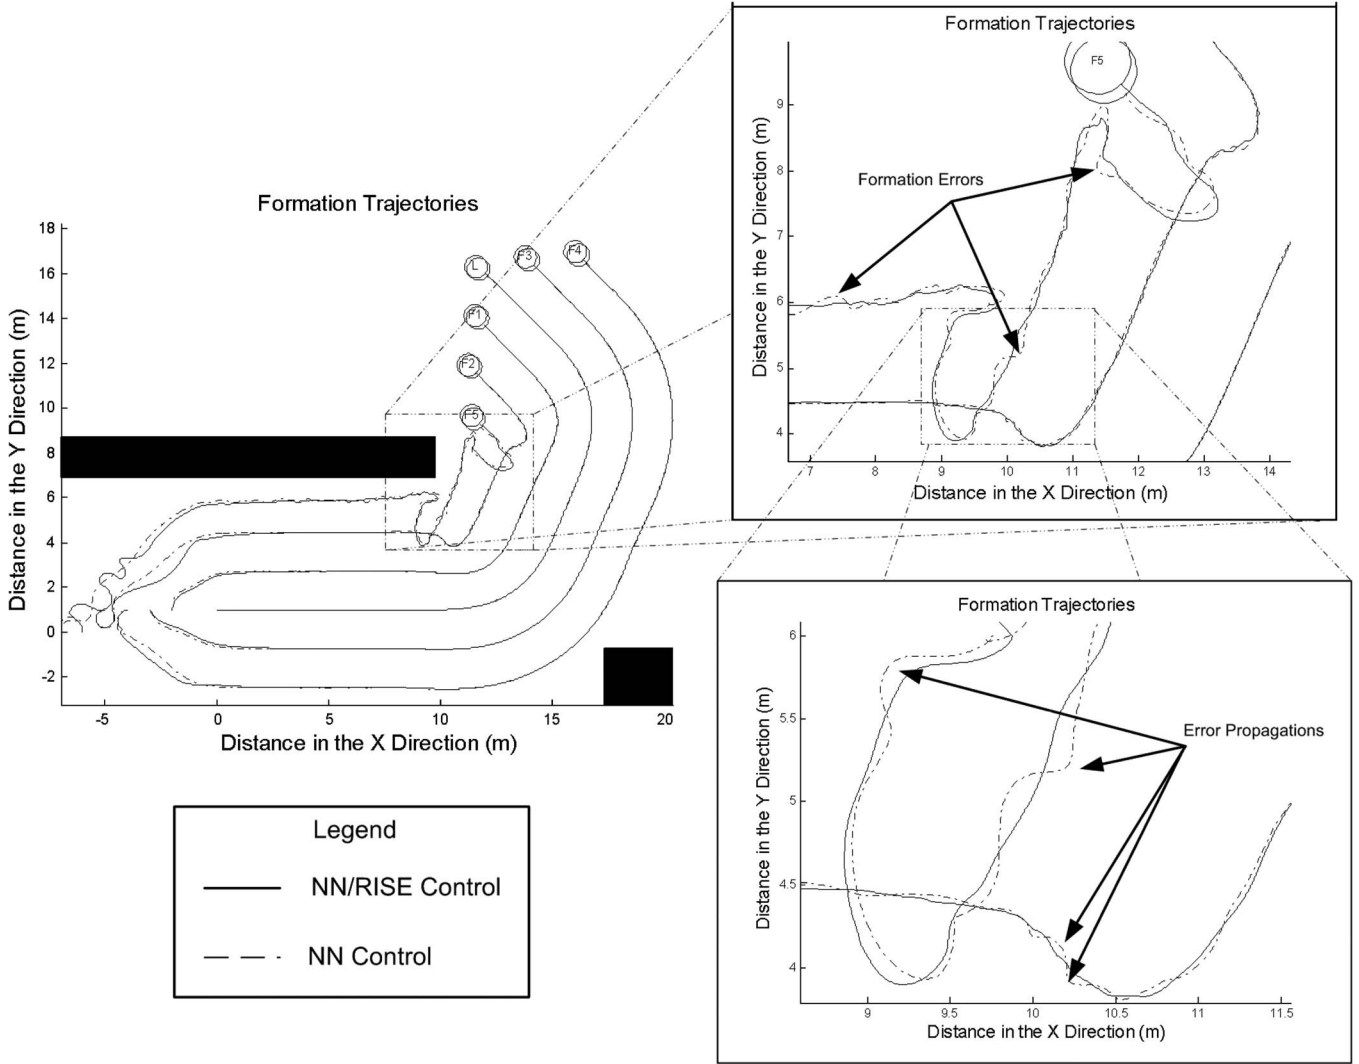 Formation Trajectories
Distance in the Y Direction (m)
18
16
14
12
10
8
6
4
2
0
-2
L
F3
F4
F1
F2
F5
-5
0
5
10
15
20
Distance in the X Direction (m)
Legend
NN/RISE Control
NN Control
Formation Trajectories
F5
Formation Errors
Distance in the Y Direction (m)
9
8
7
6
5
4
7
8
9
10
11
12
13
14
Distance in the X Direction (m)
Formation Trajectories
Error Propagations
Distance in the Y Direction (m)
6
5.5
5
4.5
4
9
9.5
10
10.5
11
11.5
Distance in the X Direction (m)